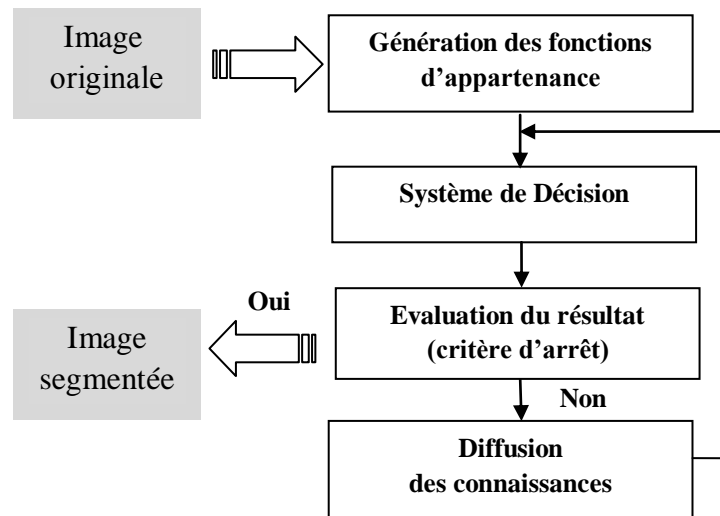 Image
originale
Génération des fonctions
d’appartenance
Système de Décision
Oui
Evaluation du résultat
(critère d’arrêt)
Image
segmentée
Non
Diffusion
des connaissances